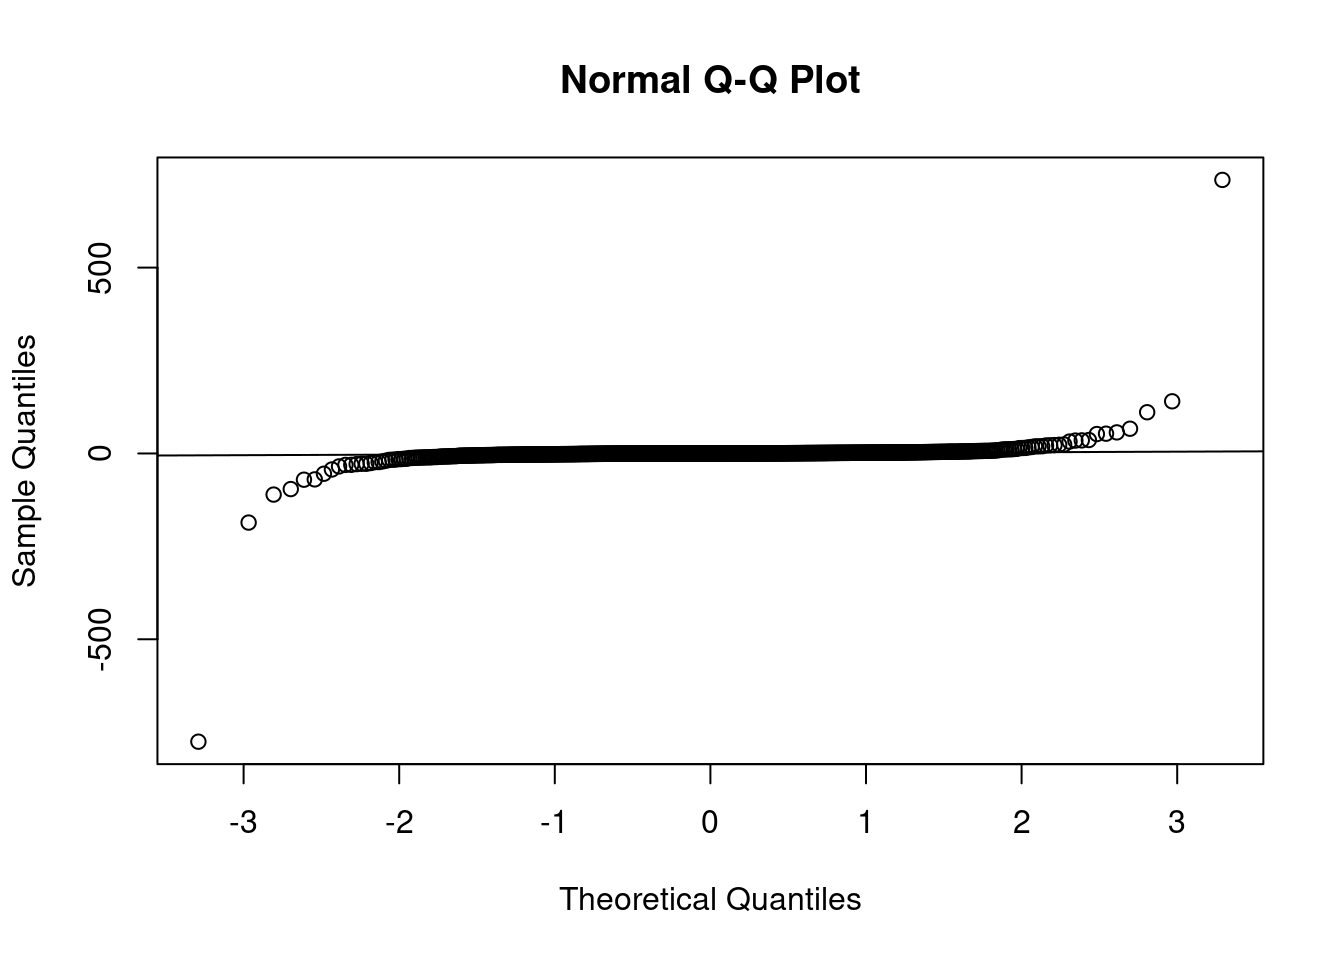 Normal Q-Q Plot
Sample Quantiles
500
0
-500
-3 -2 -1 0 1 2 3
Theoretical Quantiles